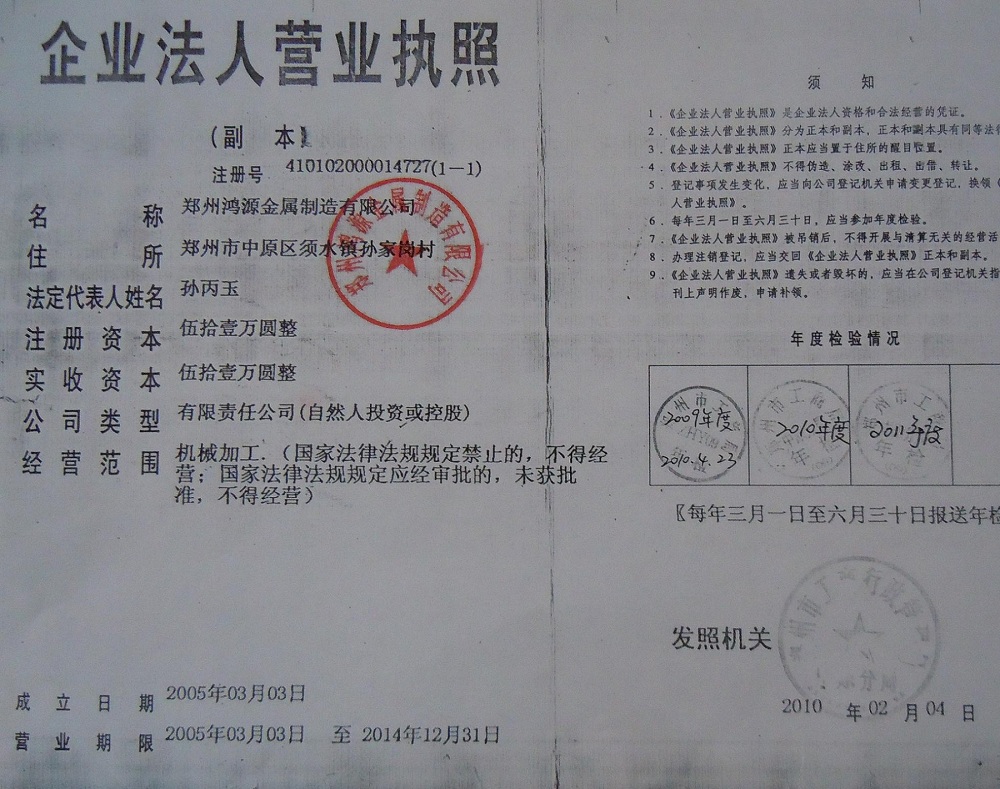 企业法人营业执照
（副 本）
注册号 410102000014727(1-1)
名称 郑州鸿源金属制造有限公司
住所 郑州市中原区须水镇孙家岗村
法定代表人姓名 孙丙玉
注册资本 伍拾壹万圆整
实收资本 伍拾壹万圆整
公司类型 有限责任公司(自然人投资或控股)
经营范围 机械加工.（国家法律法规规定禁止的，不得经
营；国家法律法规规定应经审批的，未获批
准，不得经营）
成立日期 2005年03月03日
营业期限 2005年03月03日 至 2014年12月31日
郑州鸿源金属制造有限公司
须 知
1．《企业法人营业执照》是企业法人资格和合法经营的凭证。
2．《企业法人营业执照》分为正本和副本，正本和副本具有同等法
3．《企业法人营业执照》正本应当置于住所的醒目位置。
4．《企业法人营业执照》不得伪造、涂改、出租、出借、转让。
5．登记事项发生变化，应当向公司登记机关申请变更登记，换领《
人营业执照》。
6．每年三月一日至六月三十日，应当参加年度检验。
7．《企业法人营业执照》被吊销后，不得开展与清算无关的经营活
8．办理注销登记，应当交回《企业法人营业执照》正本和副本。
9．《企业法人营业执照》遗失或者毁坏的，应当在公司登记机关指
刊上声明作废，申请补领。
年度检验情况
2009年度
2010.4.23
2010年度
2011年度
〖每年三月一日至六月三十日报送年检
发照机关
2010 年 02 月 04 日